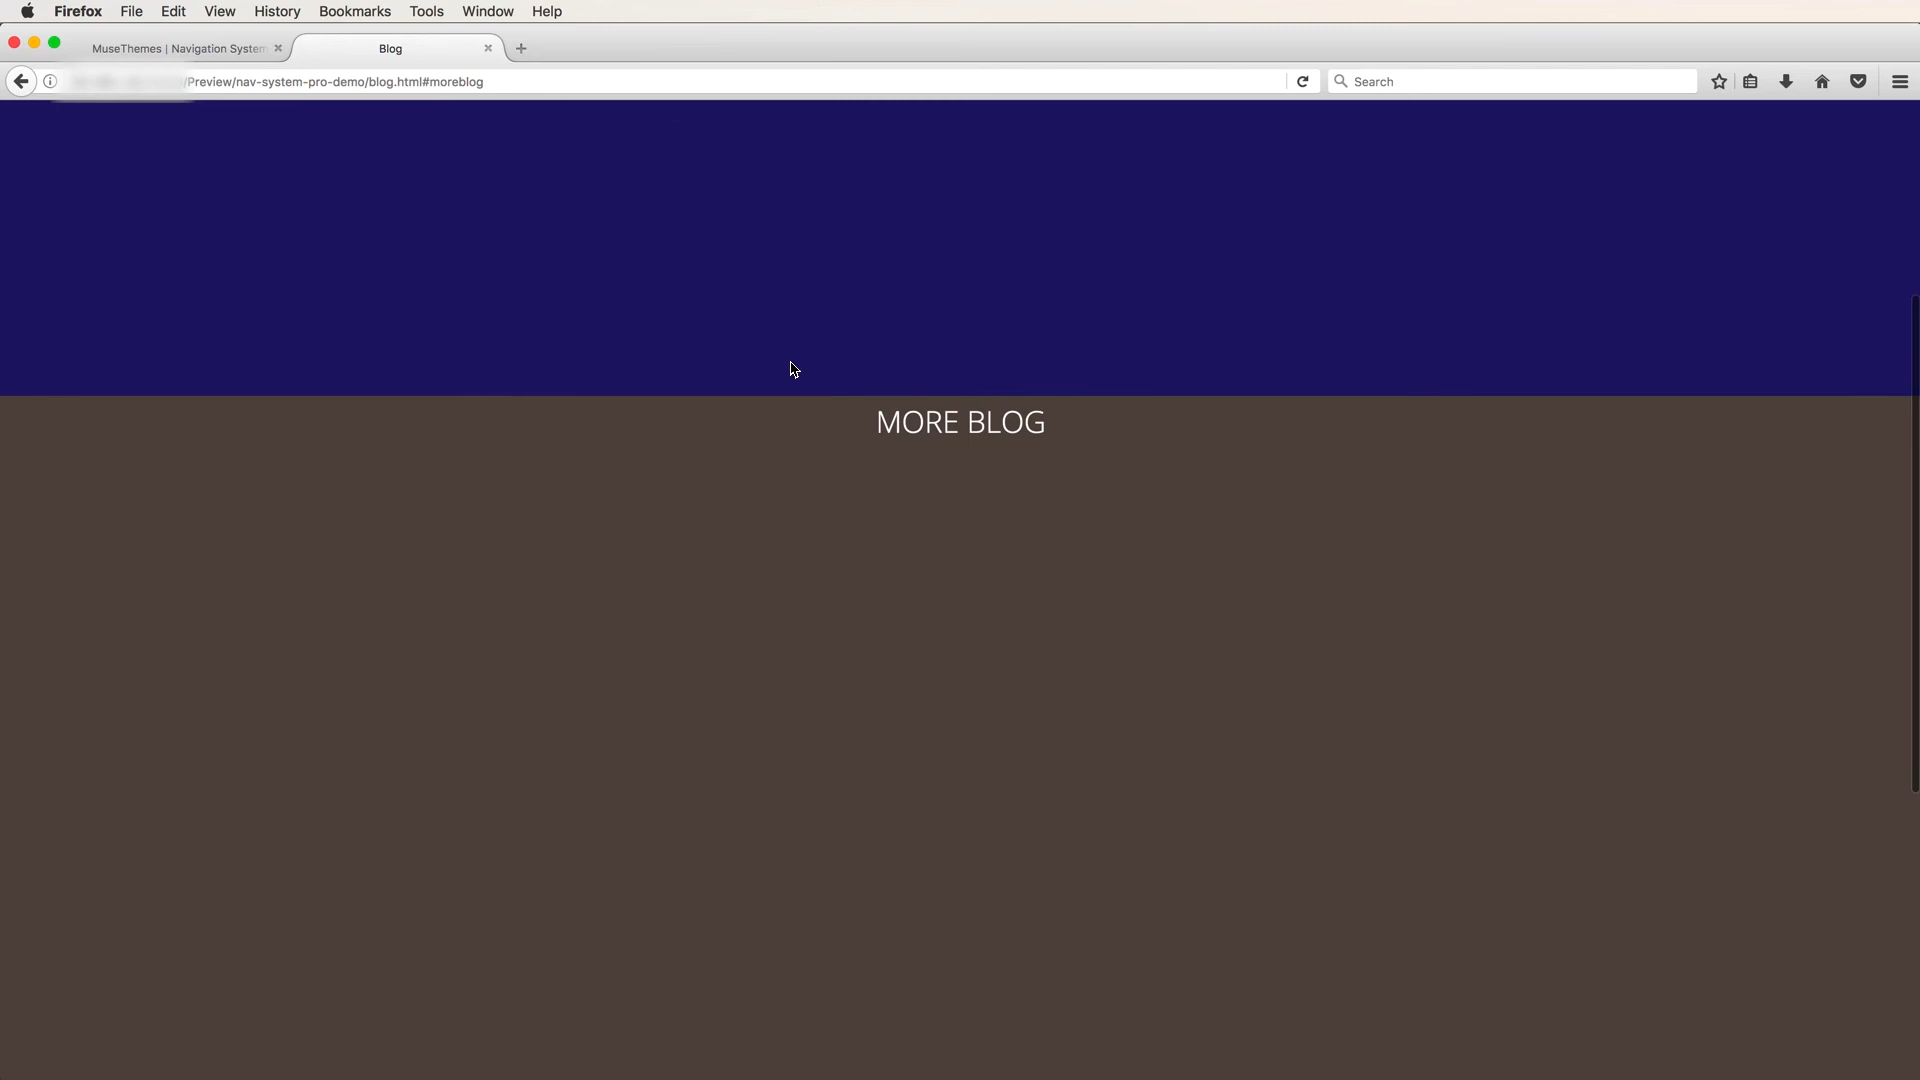 Firefox File Edit View History Bookmarks Tools Window Help
MuseThemes | Navigation System Blog
/Preview/nav-system-pro-demo/blog.html#moreblog Search
MORE BLOG